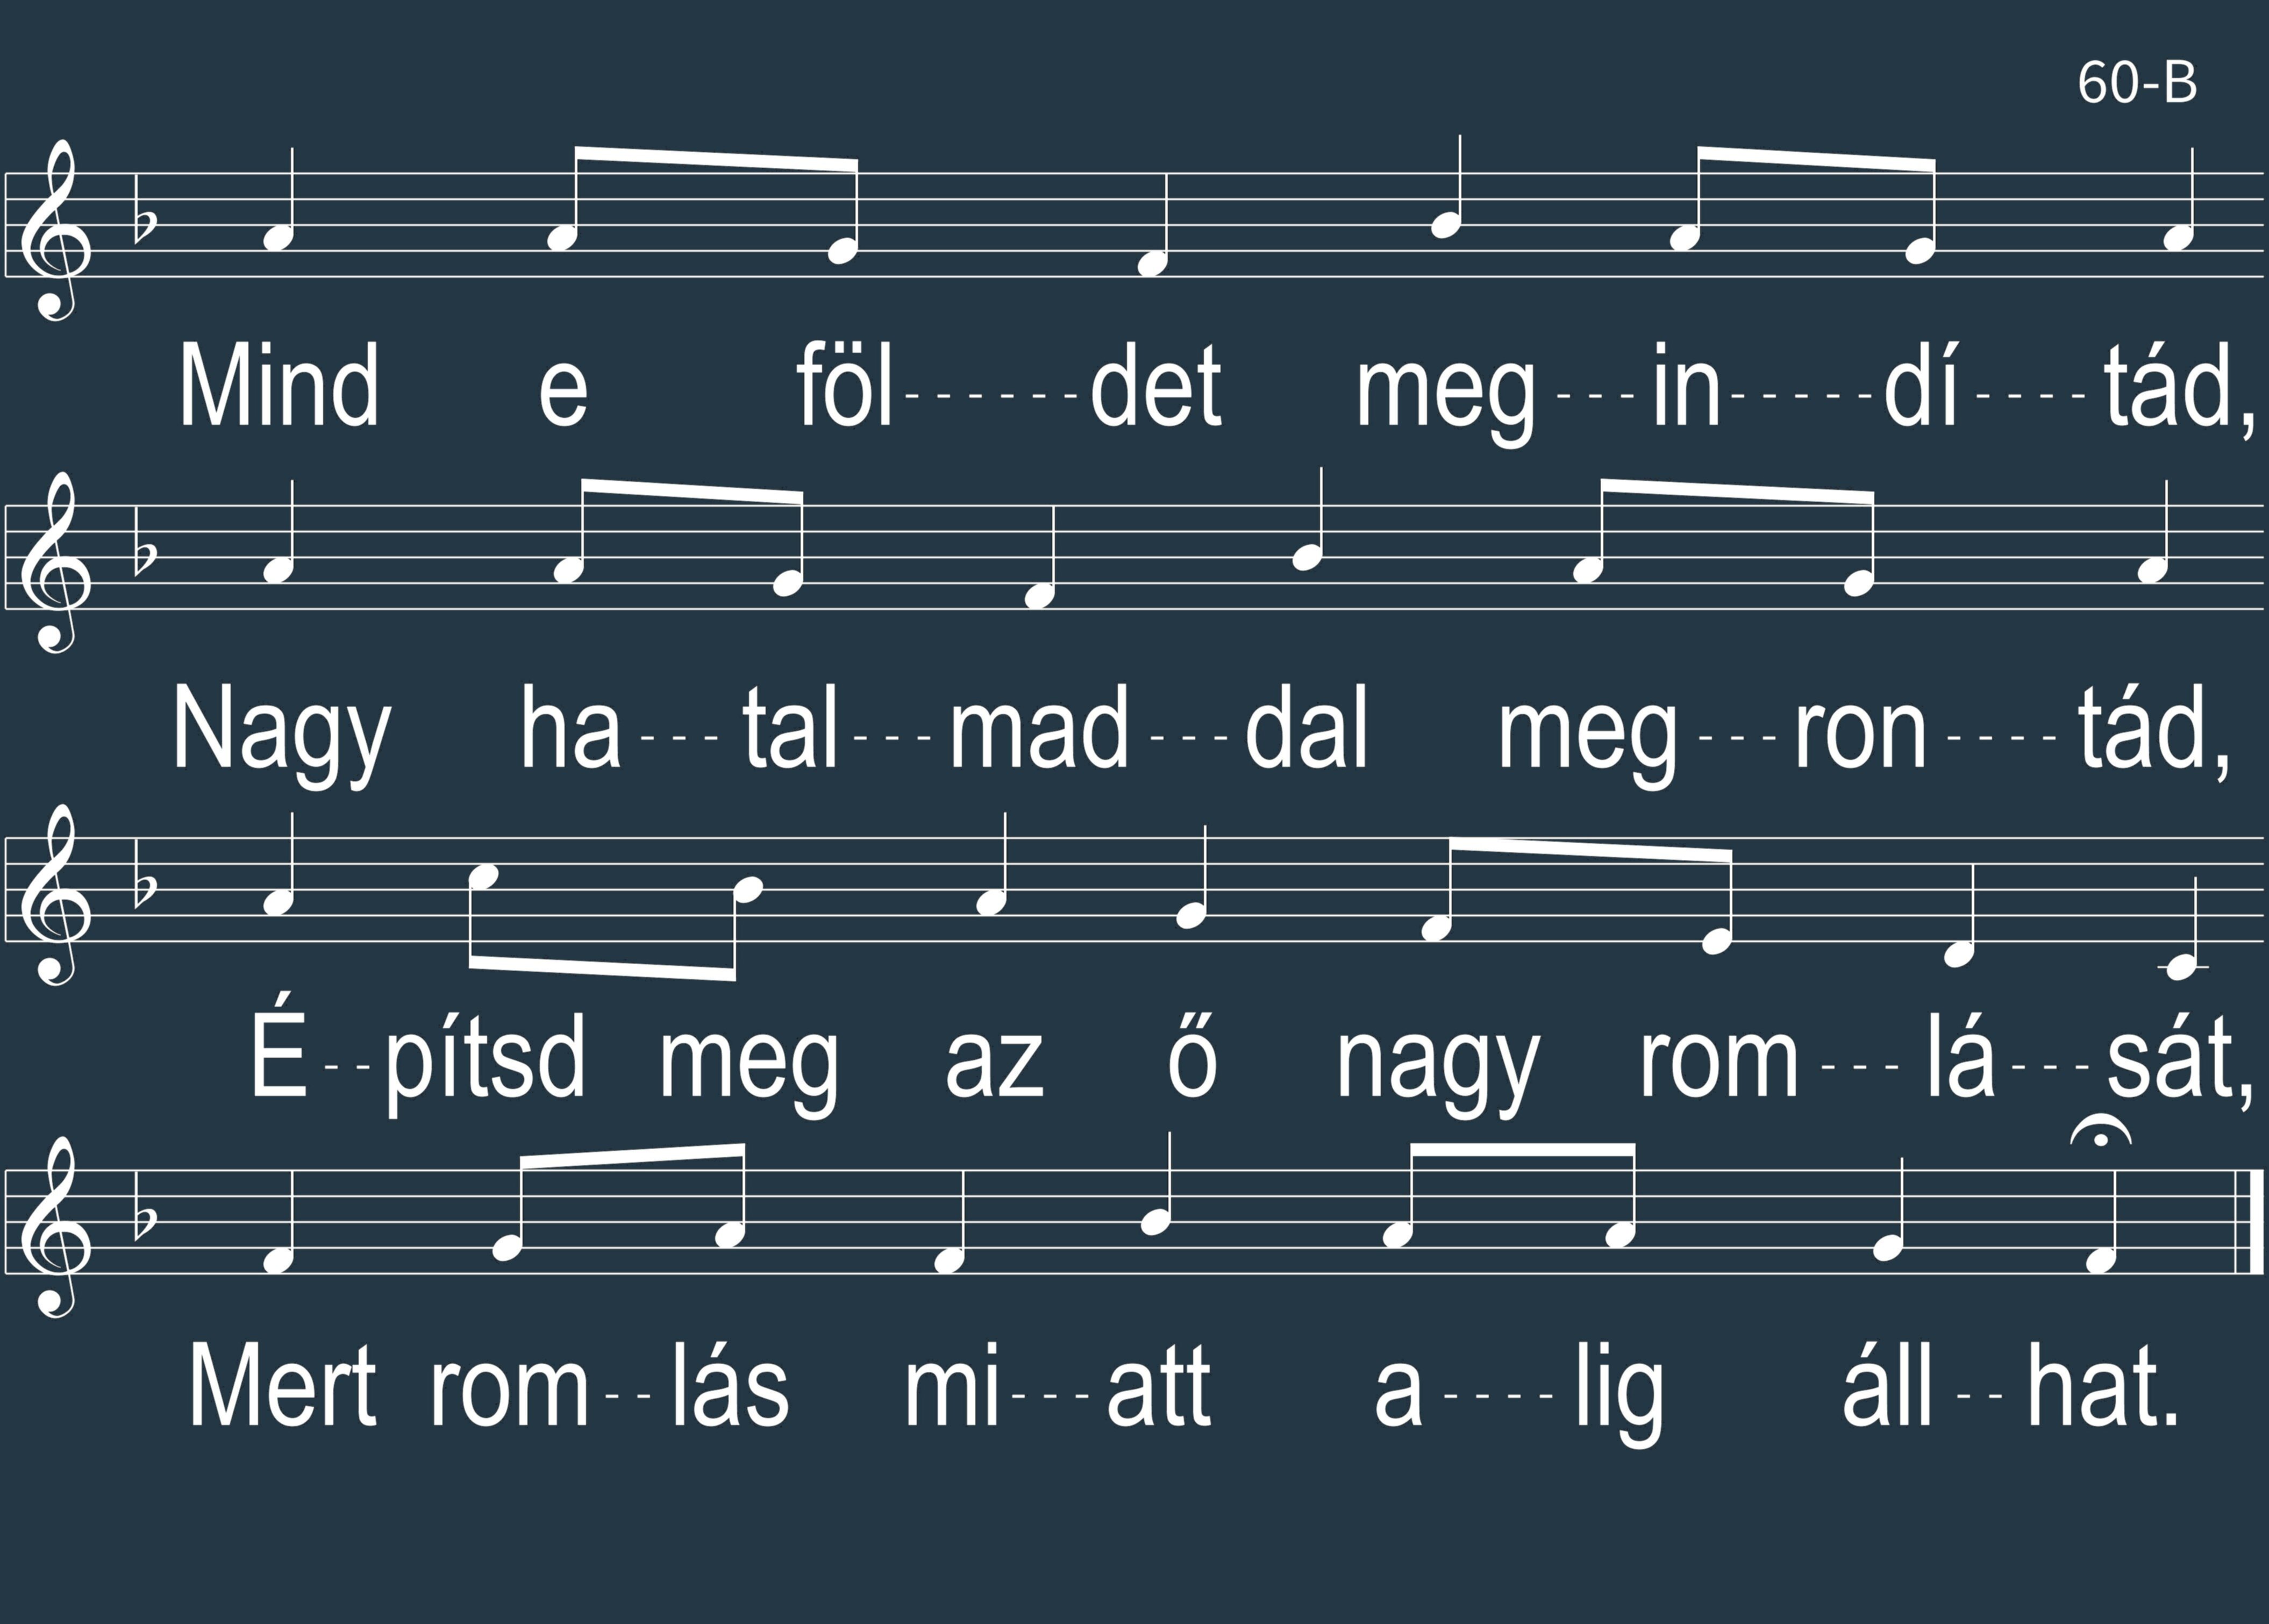 60-B
Mind e föl------det meg---in-----dí----tád,
Nagy ha---tal---mad---dal meg---ron----tád,
É--pítsd meg az ő nagy rom---lá---sát,
Mert rom--lás mi---att a----lig áll--hat.